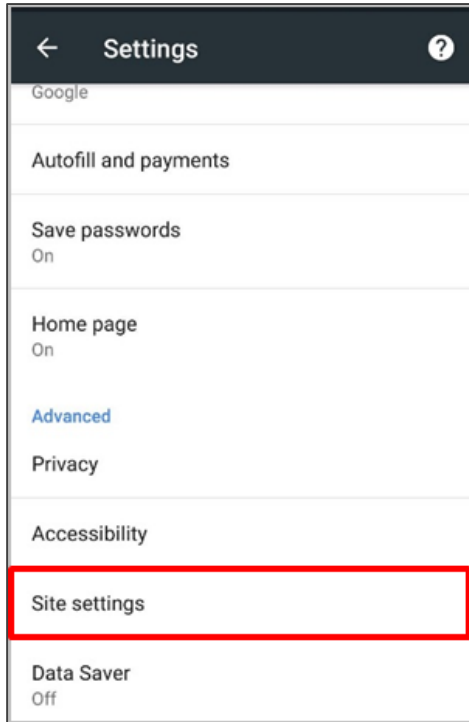 Settings
Google
Autofill and payments
Save passwords
On
Home page
On
Advanced
Privacy
Accessibility
Site settings
Data Saver
Off